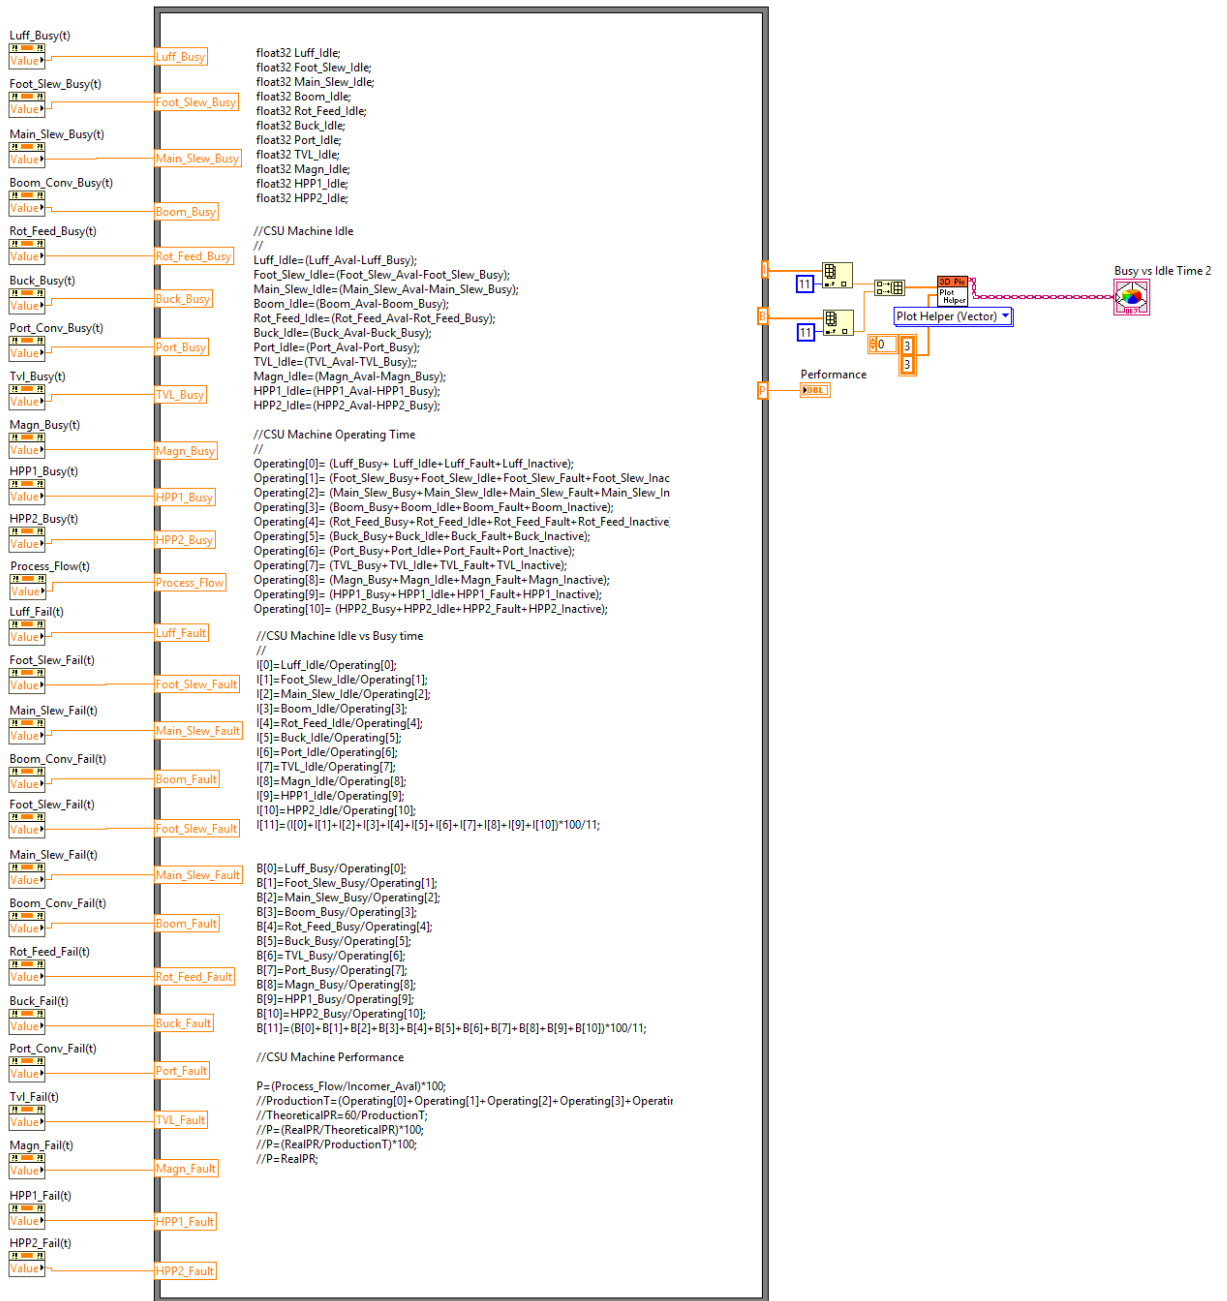 Luff_Busy(t)
Value
Luff_Busy
Foot_Slew_Busy(t)
Value
Foot_Slew_Busy
Main_Slew_Busy(t)
Value
Main_Slew_Busy
Boom_Conv_Busy(t)
Value
Boom_Busy
Rot_Feed_Busy(t)
Value
Rot_Feed_Busy
Buck_Busy(t)
Value
Buck_Busy
Port_Conv_Busy(t)
Value
Port_Busy
Tvl_Busy(t)
Value
TVL_Busy
Magn_Busy(t)
Value
Magn_Busy
HPP1_Busy(t)
Value
HPP1_Busy
HPP2_Busy(t)
Value
HPP2_Busy
Process_Flow(t)
Value
Process_Flow
Luff_Fail(t)
Value
Luff_Fault
Foot_Slew_Fail(t)
Value
Foot_Slew_Fault
Main_Slew_Fail(t)
Value
Main_Slew_Fault
Boom_Conv_Fail(t)
Value
Boom_Fault
Foot_Slew_Fail(t)
Value
Foot_Slew_Fault
Main_Slew_Fail(t)
Value
Main_Slew_Fault
Boom_Conv_Fail(t)
Value
Boom_Fault
Rot_Feed_Fail(t)
Value
Rot_Feed_Fault
Buck_Fail(t)
Value
Buck_Fault
Port_Conv_Fail(t)
Value
Port_Fault
Tvl_Fail(t)
Value
TVL_Fault
Magn_Fail(t)
Value
Magn_Fault
HPP1_Fail(t)
Value
HPP1_Fault
HPP2_Fail(t)
Value
HPP2_Fault
float32 Luff_Idle;
float32 Foot_Slew_Idle;
float32 Main_Slew_Idle;
float32 Boom_Idle;
float32 Rot_Feed_Idle;
float32 Buck_Idle;
float32 Port_Idle;
float32 TVL_Idle;
float32 Magn_Idle;
float32 HPP1_Idle;
float32 HPP2_Idle;
//CSU Machine Idle
//
Luff_Idle=(Luff_Aval-Luff_Busy);
Foot_Slew_Idle=(Foot_Slew_Aval-Foot_Slew_Busy);
Main_Slew_Idle=(Main_Slew_Aval-Main_Slew_Busy);
Boom_Idle=(Boom_Aval-Boom_Busy);
Rot_Feed_Idle=(Rot_Feed_Aval-Rot_Feed_Busy);
Buck_Idle=(Buck_Aval-Buck_Busy);
Port_Idle=(Port_Aval-Port_Busy);
TVL_Idle=(TVL_Aval-TVL_Busy);;
Magn_Idle=(Magn_Aval-Magn_Busy);
HPP1_Idle=(HPP1_Aval-HPP1_Busy);
HPP2_Idle=(HPP2_Aval-HPP2_Busy);
//CSU Machine Operating Time
//
Operating[0]= (Luff_Busy+ Luff_Idle+Luff_Fault+Luff_Inactive);
Operating[1]= (Foot_Slew_Busy+Foot_Slew_Idle+Foot_Slew_Fault+Foot_Slew_Inac
Operating[2]= (Main_Slew_Busy+Main_Slew_Idle+Main_Slew_Fault+Main_Slew_In
Operating[3]= (Boom_Busy+Boom_Idle+Boom_Fault+Boom_Inactive);
Operating[4]= (Rot_Feed_Busy+Rot_Feed_Idle+Rot_Feed_Fault+Rot_Feed_Inactive
Operating[5]= (Buck_Busy+Buck_Idle+Buck_Fault+Buck_Inactive);
Operating[6]= (Port_Busy+Port_Idle+Port_Fault+Port_Inactive);
Operating[7]= (TVL_Busy+TVL_Idle+TVL_Fault+TVL_Inactive);
Operating[8]= (Magn_Busy+Magn_Idle+Magn_Fault+Magn_Inactive);
Operating[9]= (HPP1_Busy+HPP1_Idle+HPP1_Fault+HPP1_Inactive);
Operating[10]= (HPP2_Busy+HPP2_Idle+HPP2_Fault+HPP2_Inactive);
//CSU Machine Idle vs Busy time
//
I[0]=Luff_Idle/Operating[0];
I[1]=Foot_Slew_Idle/Operating[1];
I[2]=Main_Slew_Idle/Operating[2];
I[3]=Boom_Idle/Operating[3];
I[4]=Rot_Feed_Idle/Operating[4];
I[5]=Buck_Idle/Operating[5];
I[6]=Port_Idle/Operating[6];
I[7]=TVL_Idle/Operating[7];
I[8]=Magn_Idle/Operating[8];
I[9]=HPP1_Idle/Operating[9];
I[10]=HPP2_Idle/Operating[10];
I[11]=(I[0]+I[1]+I[2]+I[3]+I[4]+I[5]+I[6]+I[7]+I[8]+I[9]+I[10])*100/11;
B[0]=Luff_Busy/Operating[0];
B[1]=Foot_Slew_Busy/Operating[1];
B[2]=Main_Slew_Busy/Operating[2];
B[3]=Boom_Busy/Operating[3];
B[4]=Rot_Feed_Busy/Operating[4];
B[5]=Buck_Busy/Operating[5];
B[6]=TVL_Busy/Operating[6];
B[7]=Port_Busy/Operating[7];
B[8]=Magn_Busy/Operating[8];
B[9]=HPP1_Busy/Operating[9];
B[10]=HPP2_Busy/Operating[10];
B[11]=(B[0]+B[1]+B[2]+B[3]+B[4]+B[5]+B[6]+B[7]+B[8]+B[9]+B[10])*100/11;
//CSU Machine Performance
P=(Process_Flow/Incomer_Aval)*100;
//ProductionT=(Operating[0]+Operating[1]+Operating[2]+Operating[3]+Operatin
//TheoreticalPR=60/ProductionT;
//P=(RealPR/TheoreticalPR)*100;
//P=(RealPR/ProductionT)*100;
//P=RealPR;
I
B
P
11
11
3D Pie
Plot
Helper
Plot Helper (Vector)
0
3
3
Performance
DBL
Busy vs Idle Time 2